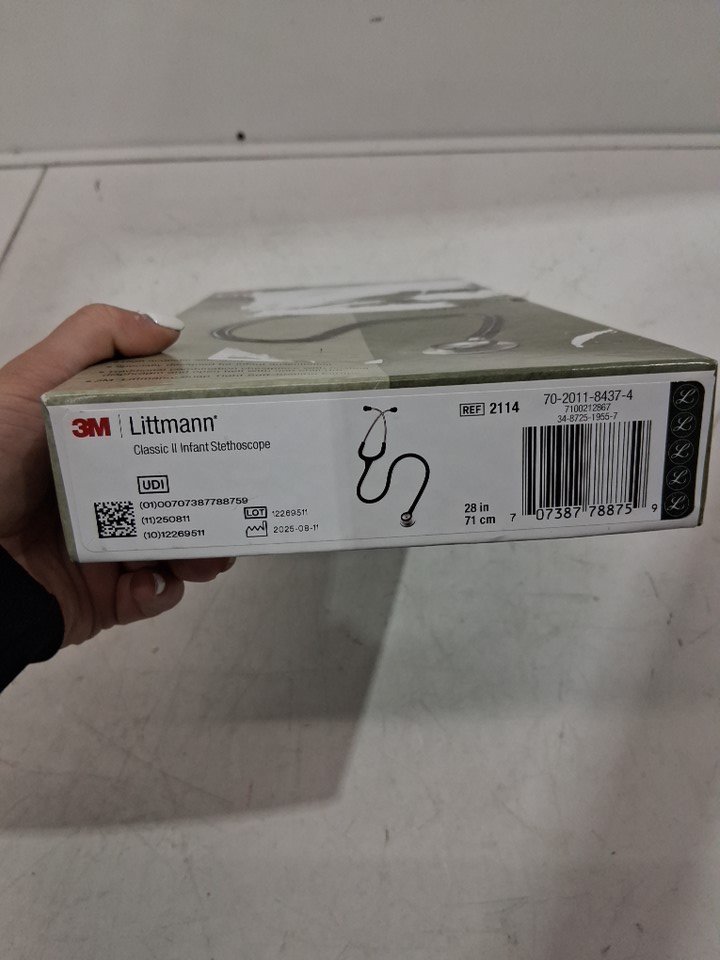 3M | Littmann®
Classic II Infant Stethoscope
UDI
(01)00707387788759
(11)250811
(10)12269511
LOT 12269511
2025-08-11
REF 2114
28 in
71 cm
70-2011-8437-4
7100212867
34-8725-1955-7
7 07387 78875 9